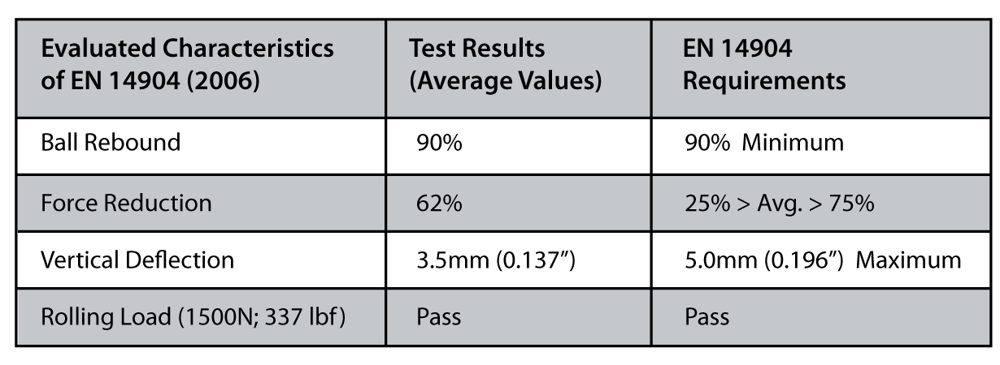 Evaluated Characteristics
of EN 14904 (2006)
Test Results
(Average Values)
EN 14904
Requirements
Ball Rebound 90% 90% Minimum
Force Reduction 62% 25% > Avg. > 75%
Vertical Deflection 3.5mm (0.137”) 5.0mm (0.196”) Maximum
Rolling Load (1500N; 337 lbf) Pass Pass